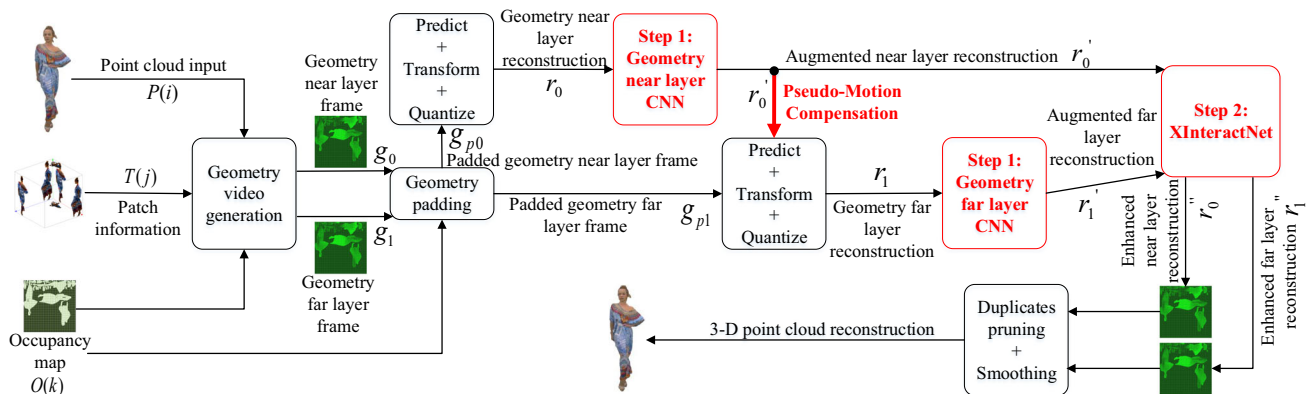 Point cloud input
P(i)
T(j)
Patch
information
Occupancy
map
O(k)
Geometry
video
generation
Geometry
near layer
frame
g0
g1
Geometry
far layer
frame
Geometry
padding
gp0
Predict
+
Transform
+
Quantize
Geometry near
layer
reconstruction
r0
Step 1:
Geometry
near layer
CNN
Augmented near layer reconstruction
r0'
r0'
Pseudo-Motion
Compensation
Padded geometry near layer frame
Padded geometry far
layer frame
gp1
Predict
+
Transform
+
Quantize
r1
Geometry far
layer
reconstruction
Step 1:
Geometry
far layer
CNN
Augmented far
layer
reconstruction
r1'
Step 2:
XInteractNet
Enhanced
near layer
reconstruction
r0''
Enhanced far layer
reconstruction r1''
Duplicates
pruning
+
Smoothing
3-D point cloud reconstruction